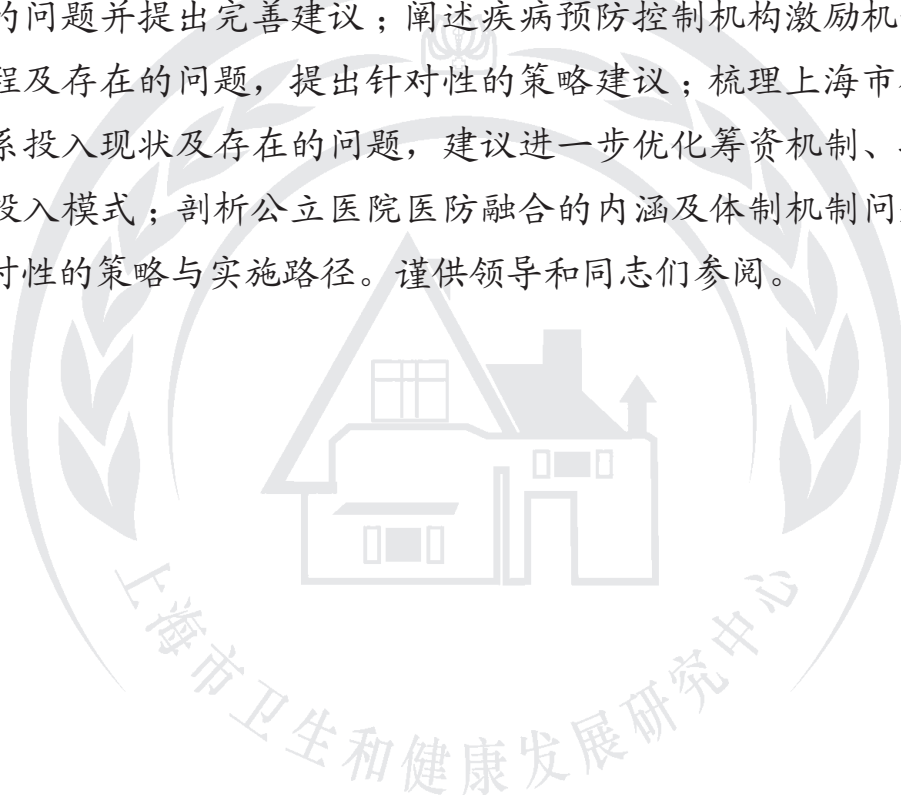 的问题并提出完善建议；阐述疾病预防控制机构激励机
程及存在的问题，提出针对性的策略建议；梳理上海市
系投入现状及存在的问题，建议进一步优化筹资机制、
投入模式；剖析公立医院医防融合的内涵及体制机制问
对性的策略与实施路径。谨供领导和同志们参阅。
上海市卫生和健康发展研究中心